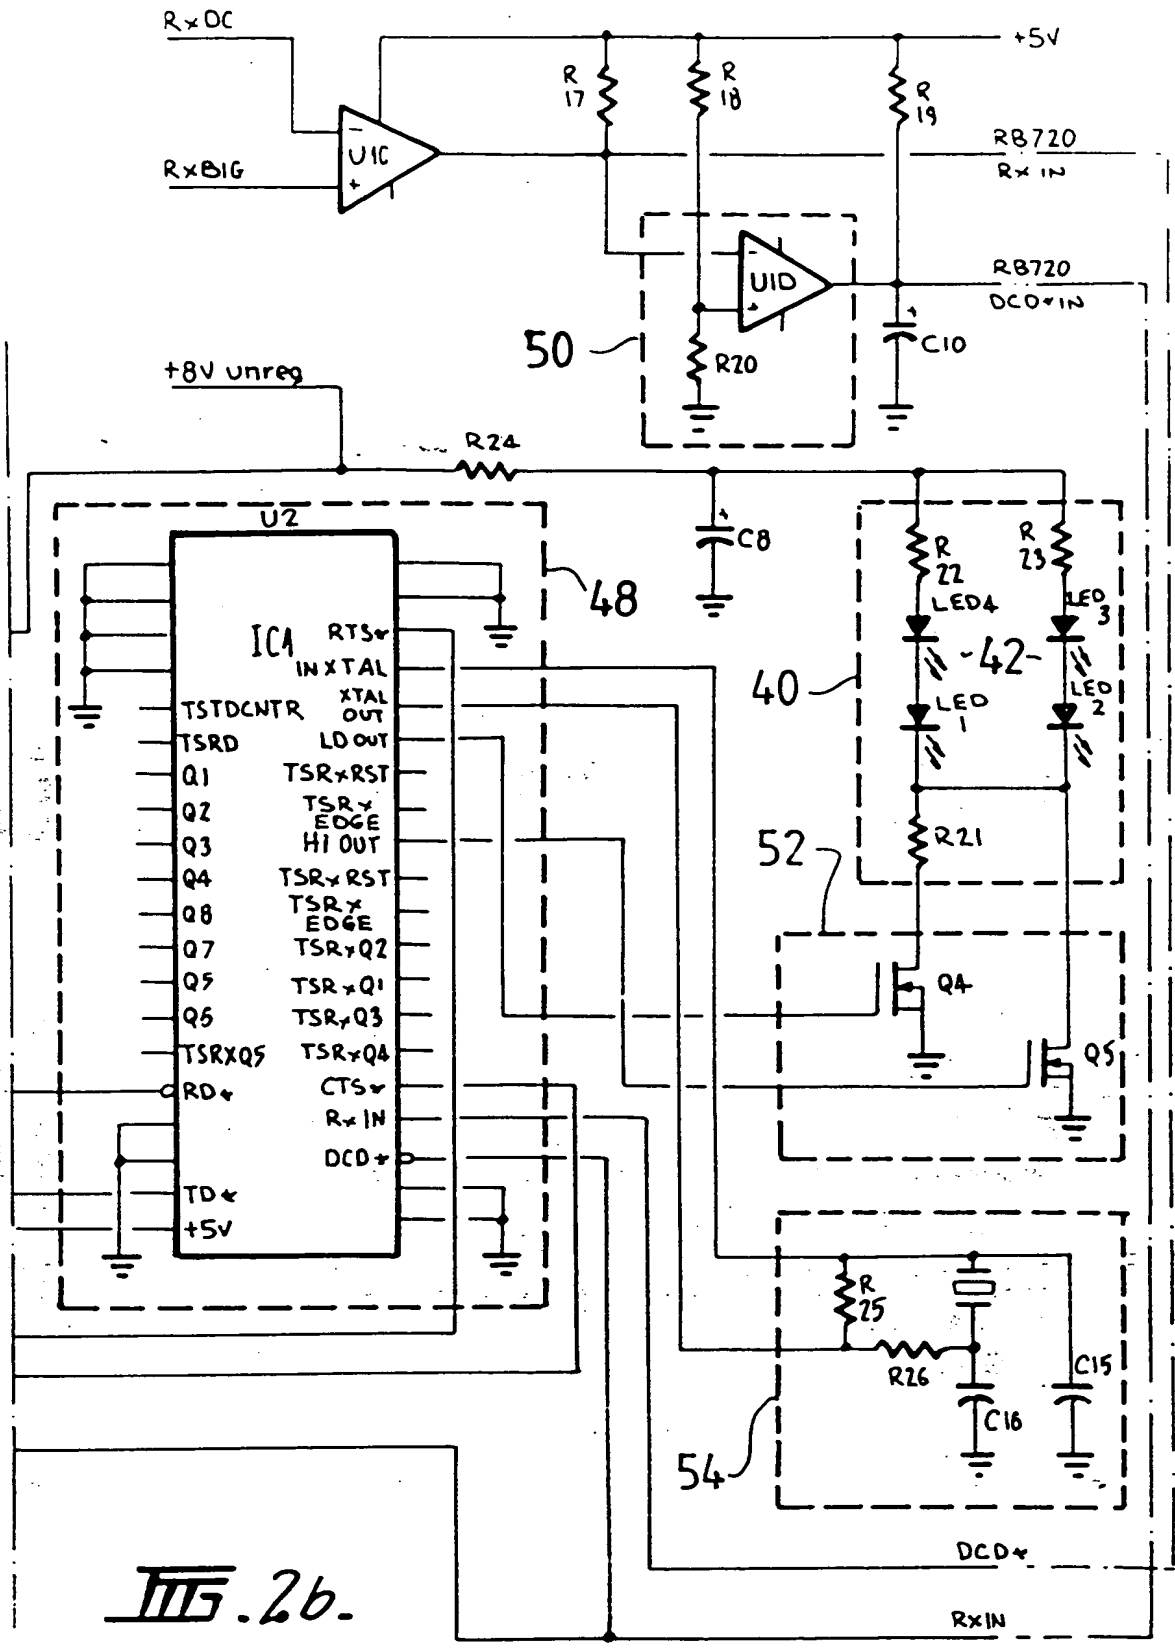 RxDC
+5V
R
17
R
18
R
19
U1C
-
+
RxBIG
RB720
Rx IN
U1D
-
+
RB720
DCD*IN
50
R20
C10
+
+8V unreg
R24
U2
C8
+
48
R
22
R
23
LED4
LED
3
40
-42-
LED
1
LED
2
R21
52
IC1
RTS*
IN XTAL
XTAL
OUT
TSTDCNTR
LD OUT
TSRD
Q1
TSRxRST
Q2
TSRx
EDGE
Q3
HI OUT
Q4
TSRxRST
Q8
TSRx
EDGE
Q7
TSRxQ2
Q5
TSRxQ1
Q6
TSRxQ3
TSRXQ5
TSRxQ4
RD*
CTS*
RxIN
DCD*
TD*
+5V
Q4
Q5
R
25
R26
C16
C15
54
DCD*
RxIN
FIG. 2b.